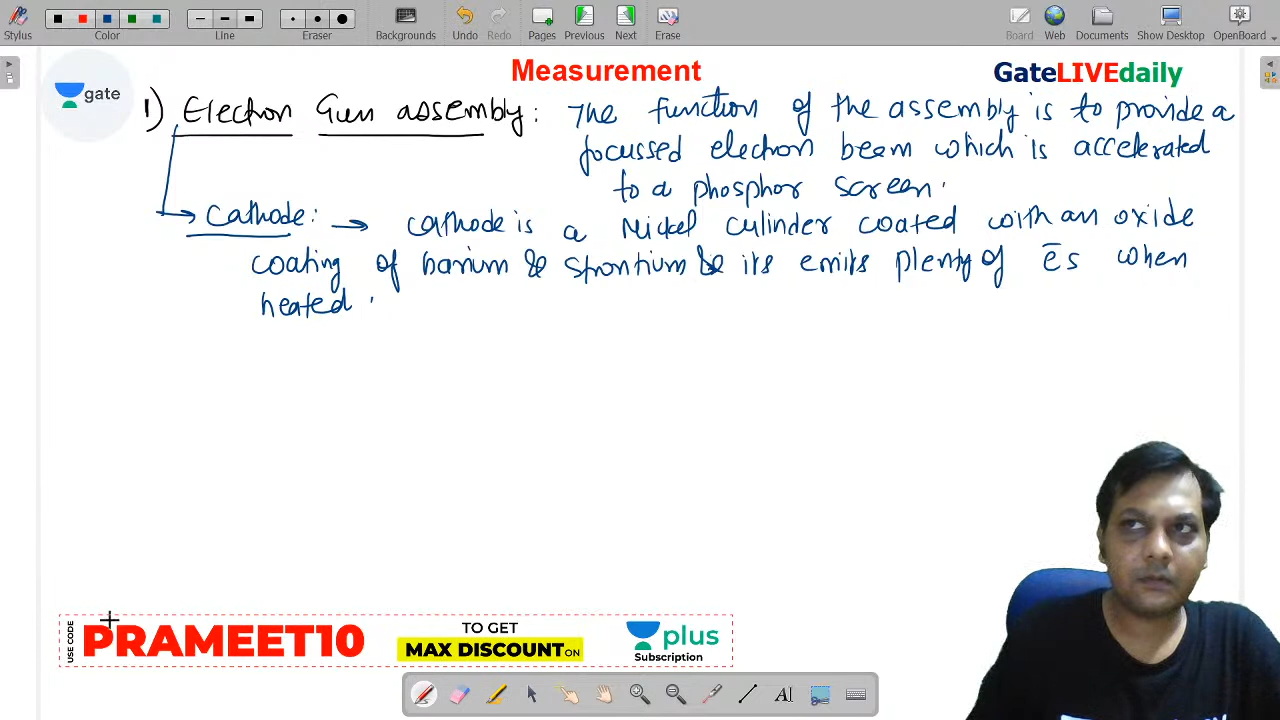 Stylus
Color
Line
Eraser
Backgrounds
Undo
Redo
Pages
Previous
Next
Erase
Board
Web
Documents
Show Desktop
OpenBoard
gate
Measurement
GateLIVEdaily
1) Electron Gun assembly: The function of the assembly is to provide a
focussed electron beam which is accelerated
to a phosphor screen.
Cathode: → Cathode is a Nickel culinder coated with an oxide
coating of barium & strontium & its emits plenty of ēs when
heated.
USE CODE
PRAMEET10
TO GET
MAX DISCOUNT ON
plus
Subscription
A